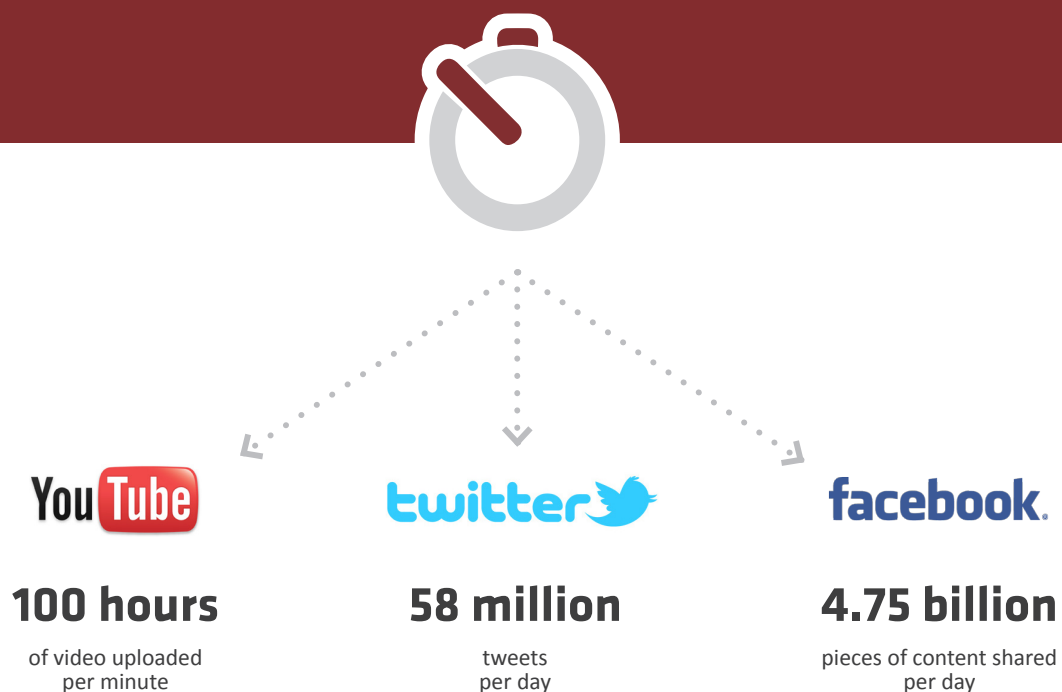 YouTube
twitter
facebook.
100 hours
58 million
4.75 billion
of video uploaded
per minute
tweets
per day
pieces of content shared
per day